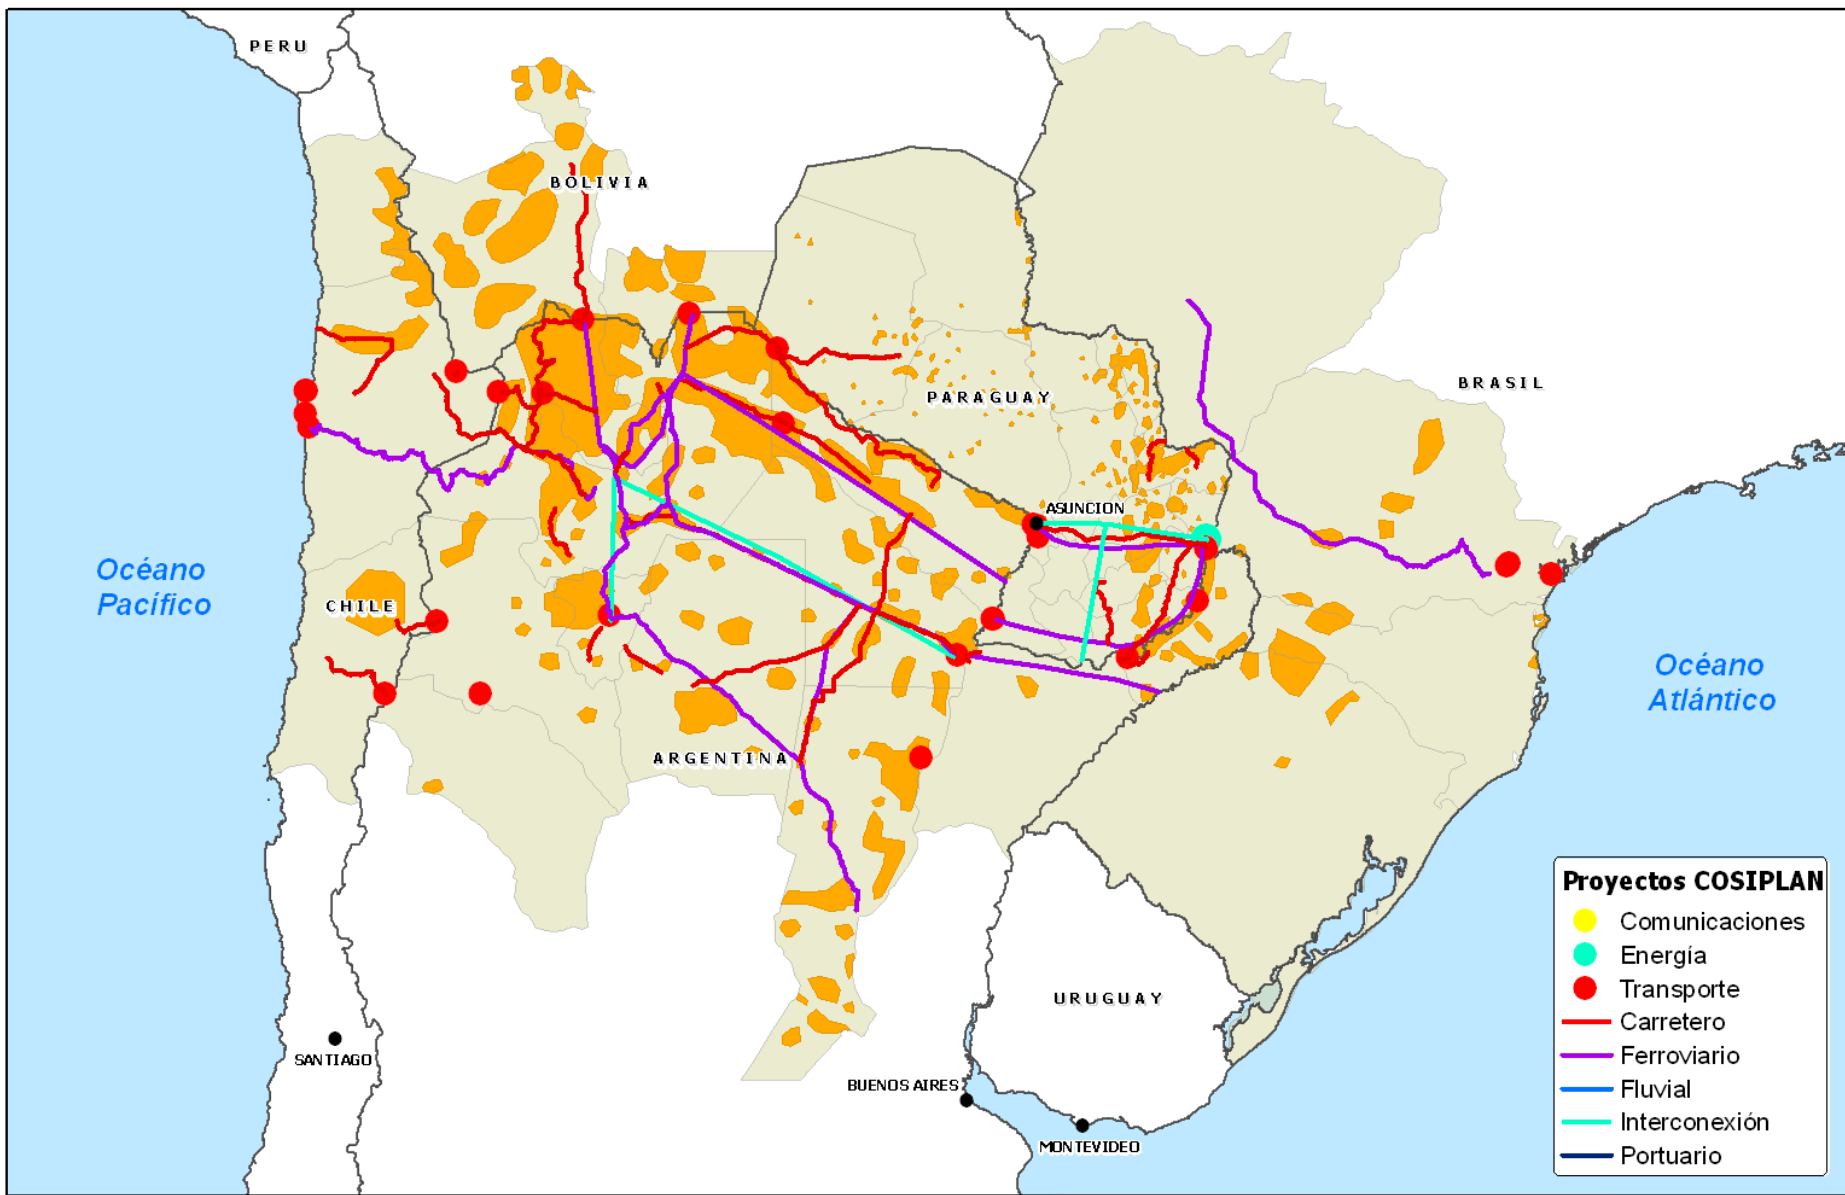 PERU
BOLIVIA
BRASIL
PARAGUAY
ASUNCION
Océano
Pacífico
CHILE
Océano
Atlántico
ARGENTINA
Proyectos COSIPLAN
Comunicaciones
Energía
Transporte
Carretero
Ferroviario
Fluvial
Interconexión
Portuario
URUGUAY
SANTIAGO
BUENOS AIRES
MONTEVIDEO